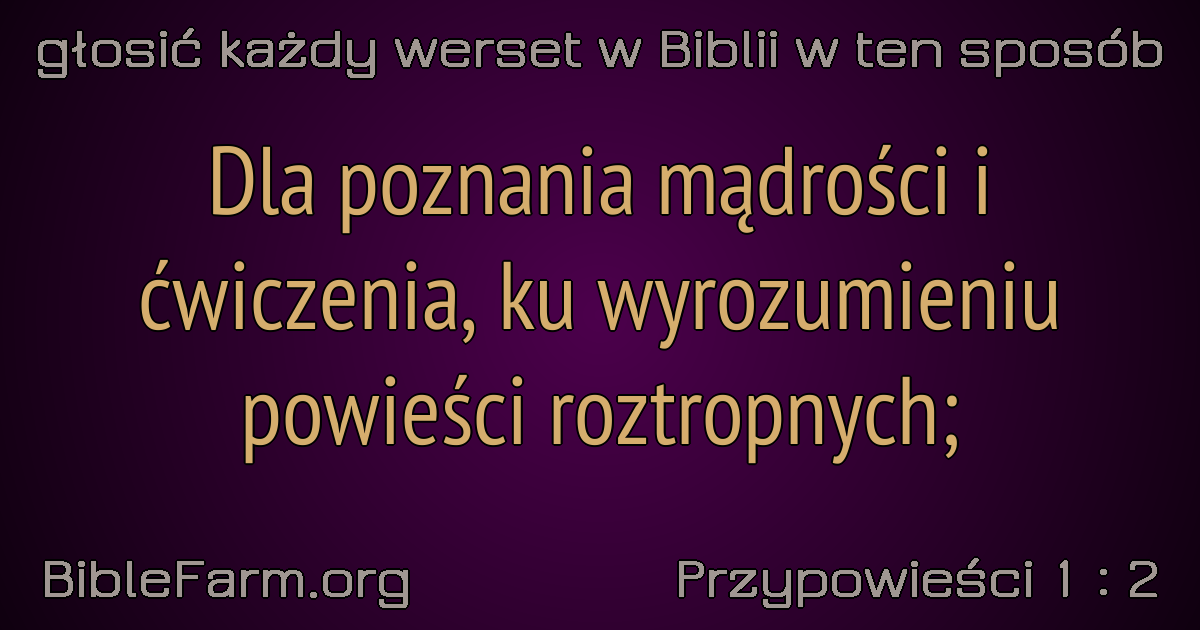 głosić każdy werset w Biblii w ten sposób
Dla poznania mądrości i
ćwiczenia, ku wyrozumieniu
powieści roztropnych;
BibleFarm.org
Przypowieści 1 : 2